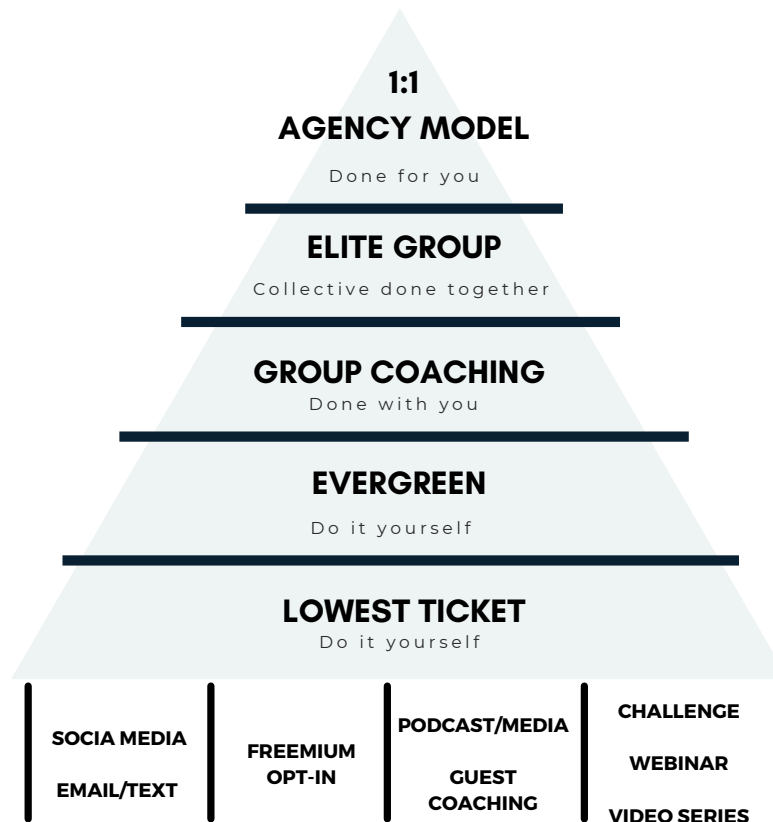 1:1
AGENCY MODEL
Done for you
ELITE GROUP
Collective done together
GROUP COACHING
Done with you
EVERGREEN
Do it yourself
LOWEST TICKET
Do it yourself
SOCIA MEDIA
EMAIL/TEXT
FREEMIUM
OPT-IN
PODCAST/MEDIA
GUEST
COACHING
CHALLENGE
WEBINAR
VIDEO SERIES